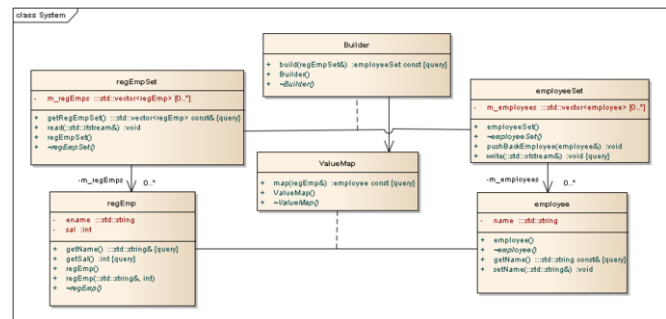 class System
Builder
+ build(regEmpSet&) :employeeSet const {query}
+ Builder()
+ ~Builder()
regEmpSet
- m_regEmps :::std::vector<regEmp> [0..*]
+ getRegEmpSet() :::std::vector<regEmp> const& {query}
+ read(::std::ifstream&) :void
+ regEmpSet()
+ ~regEmpSet()
employeeSet
- m_employees :::std::vector<employee> [0..*]
+ employeeSet()
+ ~employeeSet()
+ pushBackEmployee(employee&) :void
+ write(::std::ofstream&) :void {query}
ValueMap
+ map(regEmp&) :employee const {query}
+ ValueMap()
+ ~ValueMap()
-m_regEmps 0..*
-m_employees 0..*
regEmp
- ename :::std::string
- sal :int
+ getName() :::std::string& {query}
+ getSal() :int {query}
+ regEmp()
+ regEmp(::std::string&, int)
+ ~regEmp()
employee
- name :::std::string
+ employee()
+ ~employee()
+ getName() :::std::string const& {query}
+ setName(::std::string&) :void